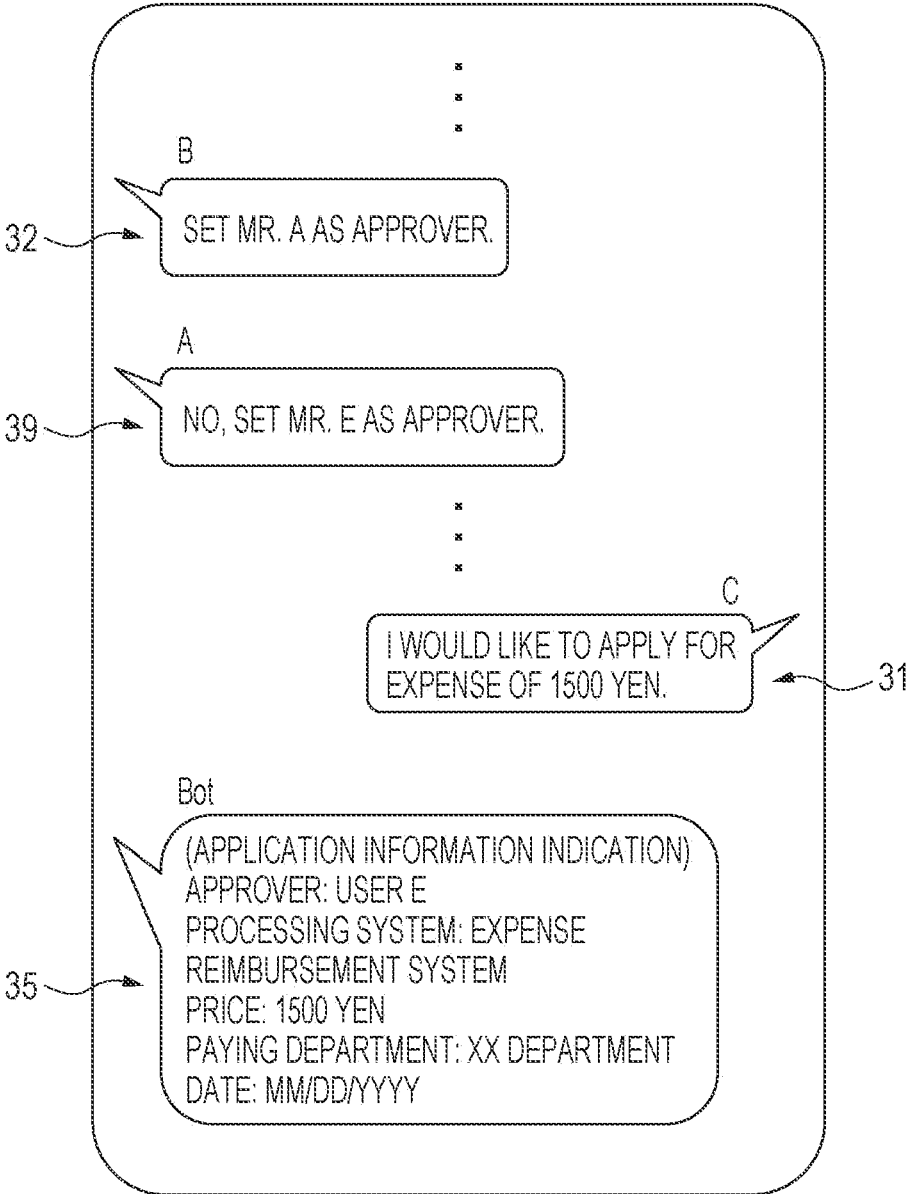 B
32
SET MR. A AS APPROVER.
A
39
NO, SET MR. E AS APPROVER.
C
I WOULD LIKE TO APPLY FOR
EXPENSE OF 1500 YEN.
31
Bot
35
(APPLICATION INFORMATION INDICATION)
APPROVER: USER E
PROCESSING SYSTEM: EXPENSE
REIMBURSEMENT SYSTEM
PRICE: 1500 YEN
PAYING DEPARTMENT: XX DEPARTMENT
DATE: MM/DD/YYYY